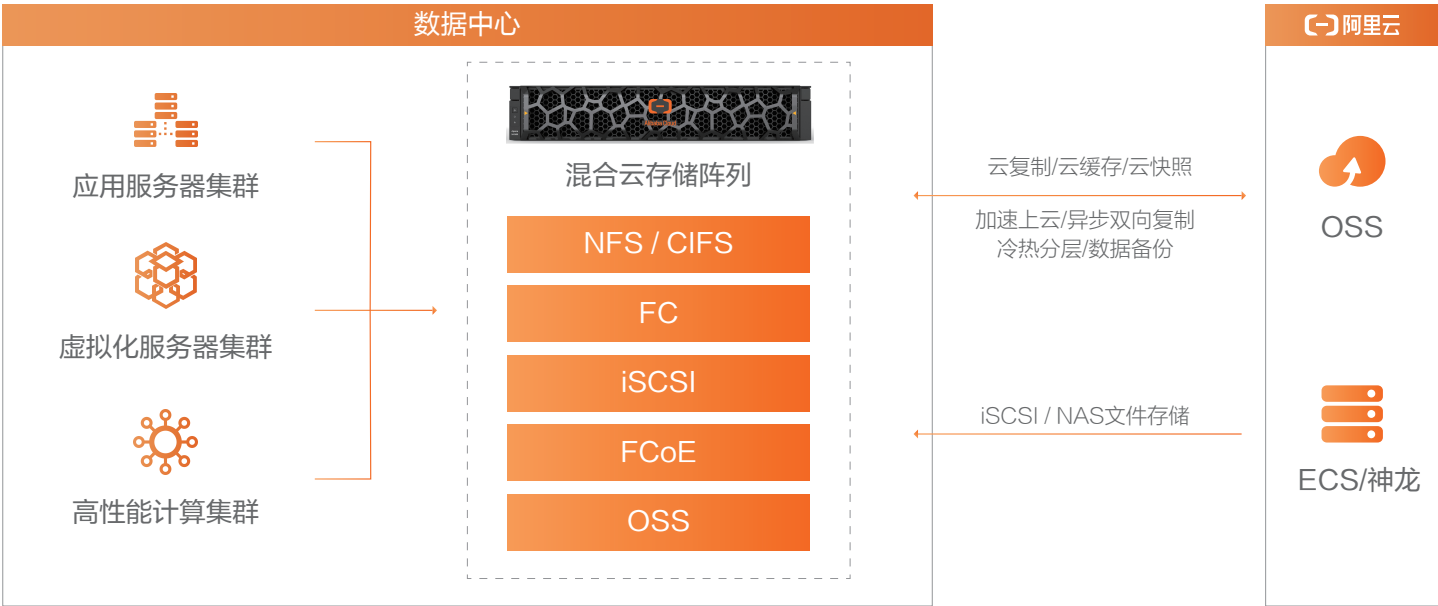 数据中心
阿里云
应用服务器集群
虚拟化服务器集群
高性能计算集群
Alibaba Cloud
混合云存储阵列
NFS / CIFS
FC
iSCSI
FCoE
OSS
云复制/云缓存/云快照
加速上云/异步双向复制
冷热分层/数据备份
iSCSI / NAS文件存储
OSS
ECS/神龙